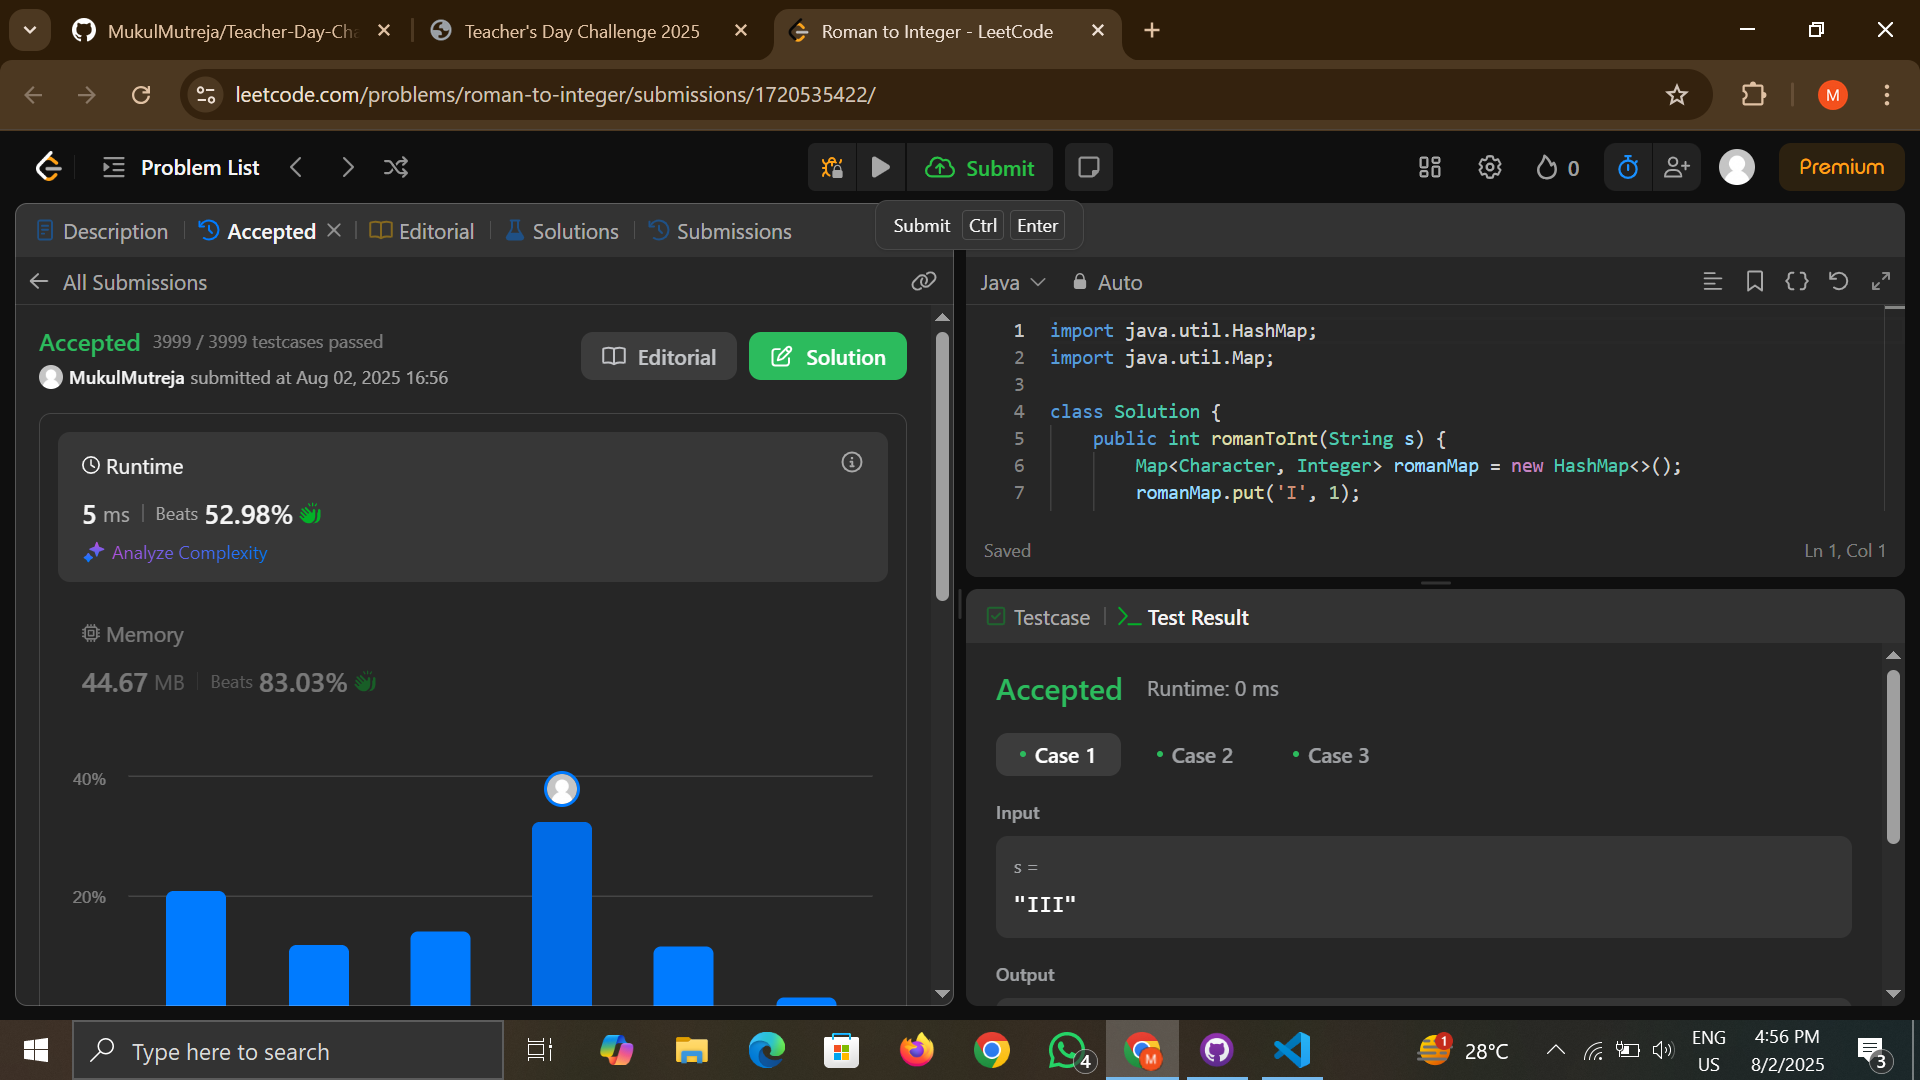 MukulMutreja/Teacher-Day-Cha
Teacher's Day Challenge 2025
Roman to Integer - LeetCode
leetcode.com/problems/roman-to-integer/submissions/1720535422/
M
Problem List
Submit
0
Premium
Description
Accepted
Editorial
Solutions
Submissions
Submit Ctrl Enter
All Submissions
Accepted 3999 / 3999 testcases passed
MukulMutreja submitted at Aug 02, 2025 16:56
Editorial
Solution
Runtime
5 ms Beats 52.98%
Analyze Complexity
Memory
44.67 MB Beats 83.03%
40%
20%
Java
Auto
1 import java.util.HashMap;
2 import java.util.Map;
3
4 class Solution {
5 public int romanToInt(String s) {
6 Map<Character, Integer> romanMap = new HashMap<>();
7 romanMap.put('I', 1);
Saved
Ln 1, Col 1
Testcase
Test Result
Accepted Runtime: 0 ms
Case 1
Case 2
Case 3
Input
s =
"III"
Output
Type here to search
4
M
1
28°C
ENG
US
4:56 PM
8/2/2025
3